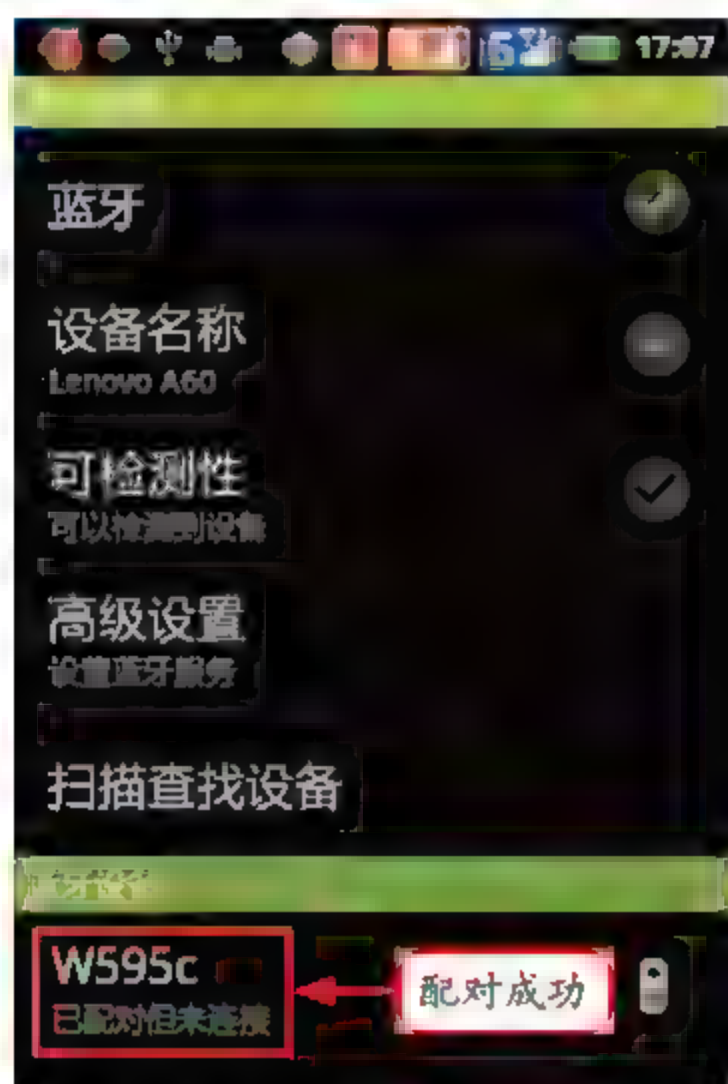 17:07
蓝牙
设备名称
Lenovo A60
可检测性
可以检测到设备
高级设置
设置蓝牙服务
扫描查找设备
W595c
配对成功
已配对但未连接